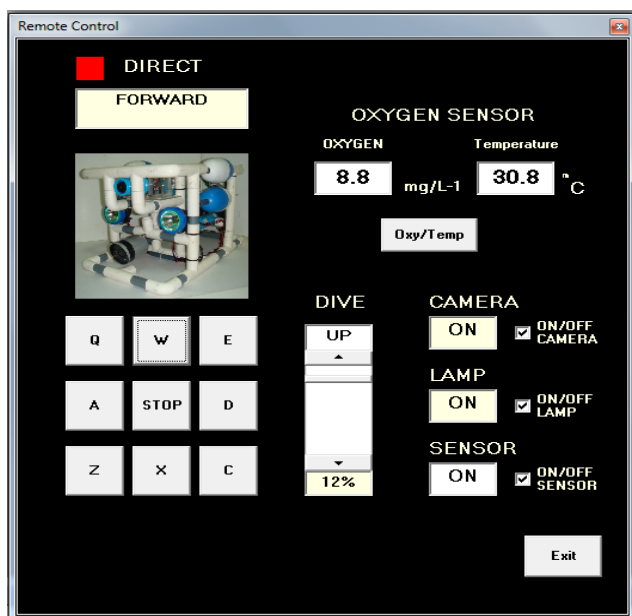 Remote Control
DIRECT
FORWARD
OXYGEN SENSOR
OXYGEN
Temperature
8.8
mg/L-1
30.8
°C
Oxy/Temp
DIVE
CAMERA
UP
ON
ON/OFF
CAMERA
Q
W
E
LAMP
ON
ON/OFF
LAMP
A
STOP
D
SENSOR
ON
ON/OFF
SENSOR
Z
X
C
12%
Exit